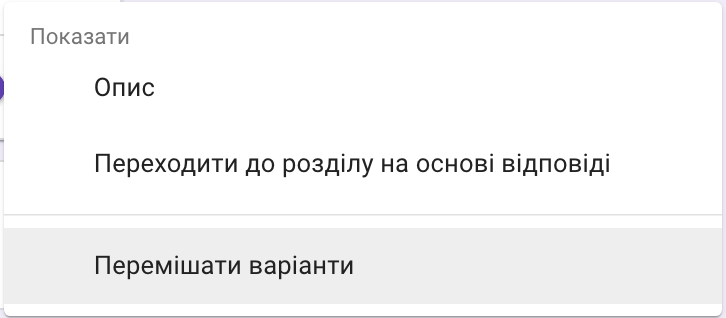 Показати
Опис
Переходити до розділу на основі відповіді
Перемішати варіанти